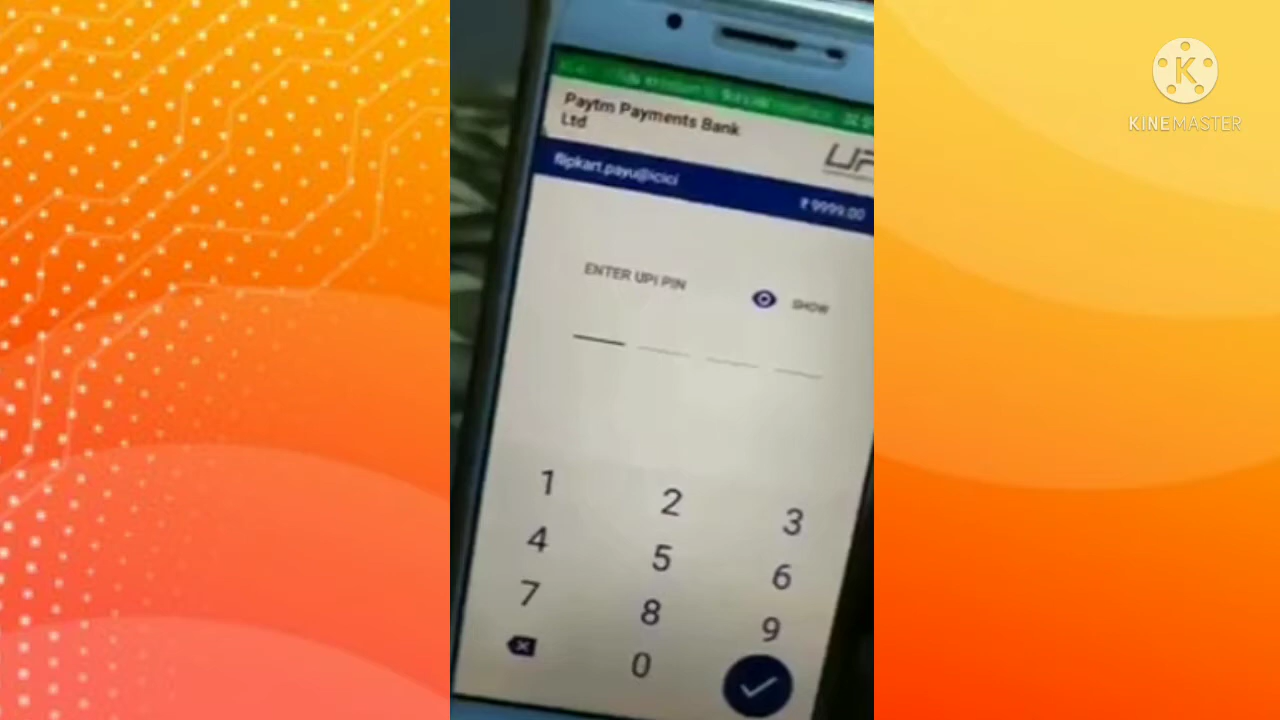 KINEMASTER
Paytm Payments Bank
Ltd
flipkart.payu@icici
₹ 9999.00
ENTER UPI PIN
SHOW
1 2 3
4 5 6
7 8 9
0